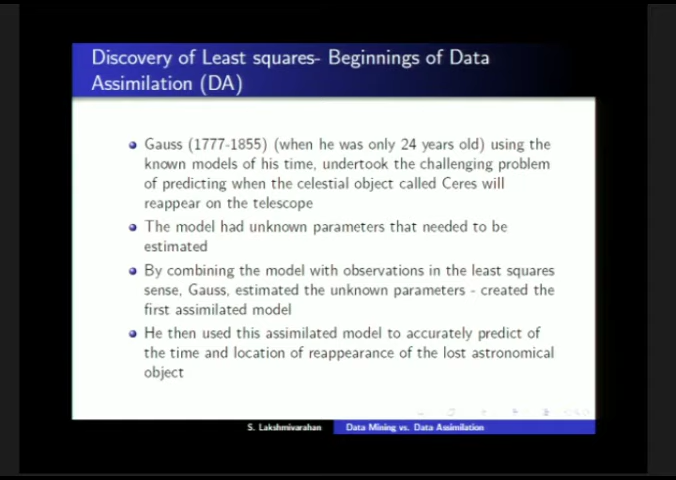 Discovery of Least squares- Beginnings of Data
Assimilation (DA)
Gauss (1777-1855) (when he was only 24 years old) using the
known models of his time, undertook the challenging problem
of predicting when the celestial object called Ceres will
reappear on the telescope
The model had unknown parameters that needed to be
estimated
By combining the model with observations in the least squares
sense, Gauss, estimated the unknown parameters - created the
first assimilated model
He then used this assimilated model to accurately predict of
the time and location of reappearance of the lost astronomical
object
S. Lakshmivarahan Data Mining vs. Data Assimilation